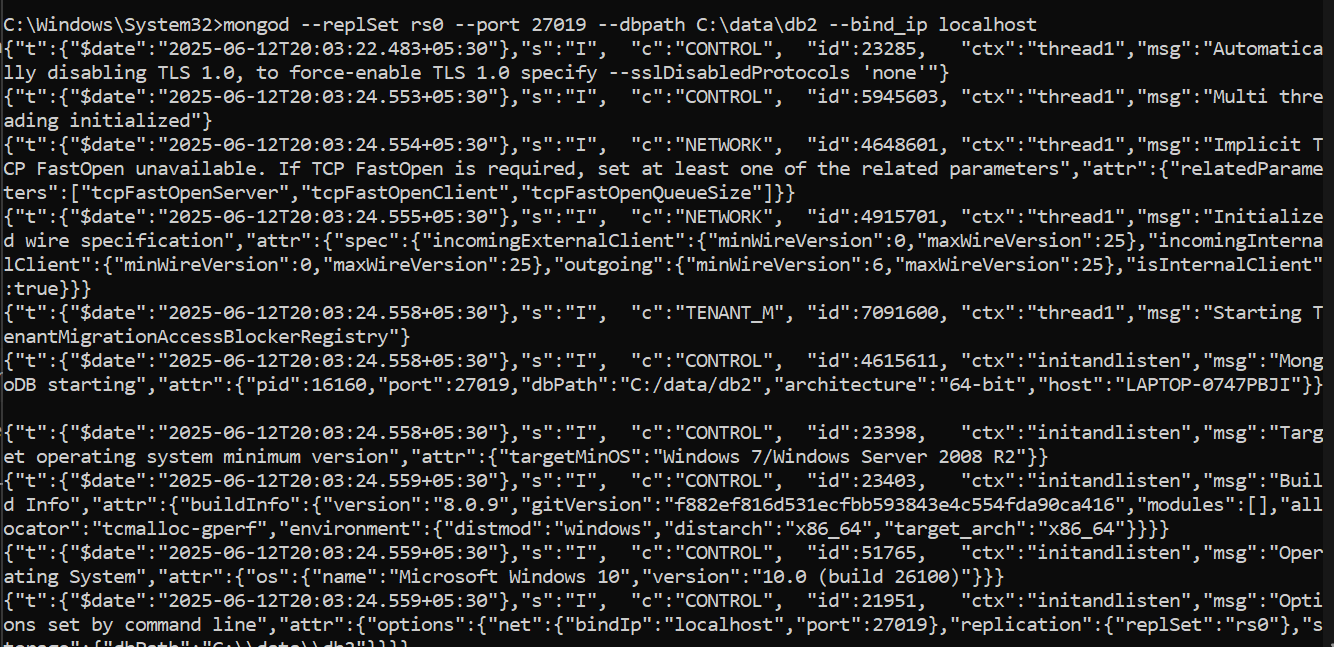 C:\Windows\System32>mongod --replSet rs0 --port 27019 --dbpath C:\data\db2 --bind_ip localhost
{"t":{"$date":"2025-06-12T20:03:22.483+05:30"},"s":"I",  "c":"CONTROL",  "id":23285,   "ctx":"thread1","msg":"Automatica
lly disabling TLS 1.0, to force-enable TLS 1.0 specify --sslDisabledProtocols 'none'"}
{"t":{"$date":"2025-06-12T20:03:24.553+05:30"},"s":"I",  "c":"CONTROL",  "id":5945603, "ctx":"thread1","msg":"Multi thre
ading initialized"}
{"t":{"$date":"2025-06-12T20:03:24.554+05:30"},"s":"I",  "c":"NETWORK",  "id":4648601, "ctx":"thread1","msg":"Implicit T
CP FastOpen unavailable. If TCP FastOpen is required, set at least one of the related parameters","attr":{"relatedParame
ters":["tcpFastOpenServer","tcpFastOpenClient","tcpFastOpenQueueSize"]}}
{"t":{"$date":"2025-06-12T20:03:24.555+05:30"},"s":"I",  "c":"NETWORK",  "id":4915701, "ctx":"thread1","msg":"Initialize
d wire specification","attr":{"spec":{"incomingExternalClient":{"minWireVersion":0,"maxWireVersion":25},"incomingInterna
lClient":{"minWireVersion":0,"maxWireVersion":25},"outgoing":{"minWireVersion":6,"maxWireVersion":25},"isInternalClient"
:true}}}
{"t":{"$date":"2025-06-12T20:03:24.558+05:30"},"s":"I",  "c":"TENANT_M", "id":7091600, "ctx":"thread1","msg":"Starting T
enantMigrationAccessBlockerRegistry"}
{"t":{"$date":"2025-06-12T20:03:24.558+05:30"},"s":"I",  "c":"CONTROL",  "id":4615611, "ctx":"initandlisten","msg":"Mong
oDB starting","attr":{"pid":16160,"port":27019,"dbPath":"C:/data/db2","architecture":"64-bit","host":"LAPTOP-0747PBJI"}}
{"t":{"$date":"2025-06-12T20:03:24.558+05:30"},"s":"I",  "c":"CONTROL",  "id":23398,   "ctx":"initandlisten","msg":"Targ
et operating system minimum version","attr":{"targetMinOS":"Windows 7/Windows Server 2008 R2"}}
{"t":{"$date":"2025-06-12T20:03:24.559+05:30"},"s":"I",  "c":"CONTROL",  "id":23403,   "ctx":"initandlisten","msg":"Buil
d Info","attr":{"buildInfo":{"version":"8.0.9","gitVersion":"f882ef816d531ecfbb593843e4c554fda90ca416","modules":[],"all
ocator":"tcmalloc-gperf","environment":{"distmod":"windows","distarch":"x86_64","target_arch":"x86_64"}}}}
{"t":{"$date":"2025-06-12T20:03:24.559+05:30"},"s":"I",  "c":"CONTROL",  "id":51765,   "ctx":"initandlisten","msg":"Oper
ating System","attr":{"os":{"name":"Microsoft Windows 10","version":"10.0 (build 26100)"}}}
{"t":{"$date":"2025-06-12T20:03:24.559+05:30"},"s":"I",  "c":"CONTROL",  "id":21951,   "ctx":"initandlisten","msg":"Opti
ons set by command line","attr":{"options":{"net":{"bindIp":"localhost","port":27019},"replication":{"replSet":"rs0"},"s
torage":{"dbPath":"C:\\data\\db2"}}}}